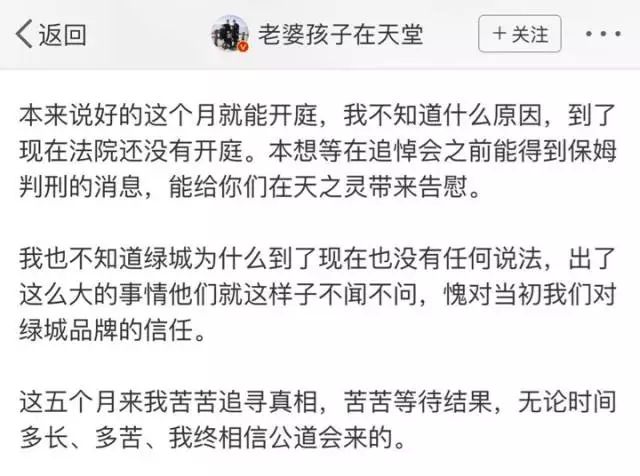 返回
老婆孩子在天堂
+关注
本来说好的这个月就能开庭，我不知道什么原因，到了
现在法院还没有开庭。本想等在追悼会之前能得到保姆
判刑的消息，能给你们在天之灵带来告慰。
我也不知道绿城为什么到了现在也没有任何说法，出了
这么大的事情他们就这样子不闻不问，愧对当初我们对
绿城品牌的信任。
这五个月来我苦苦追寻真相，苦苦等待结果，无论时间
多长、多苦、我终相信公道会来的。